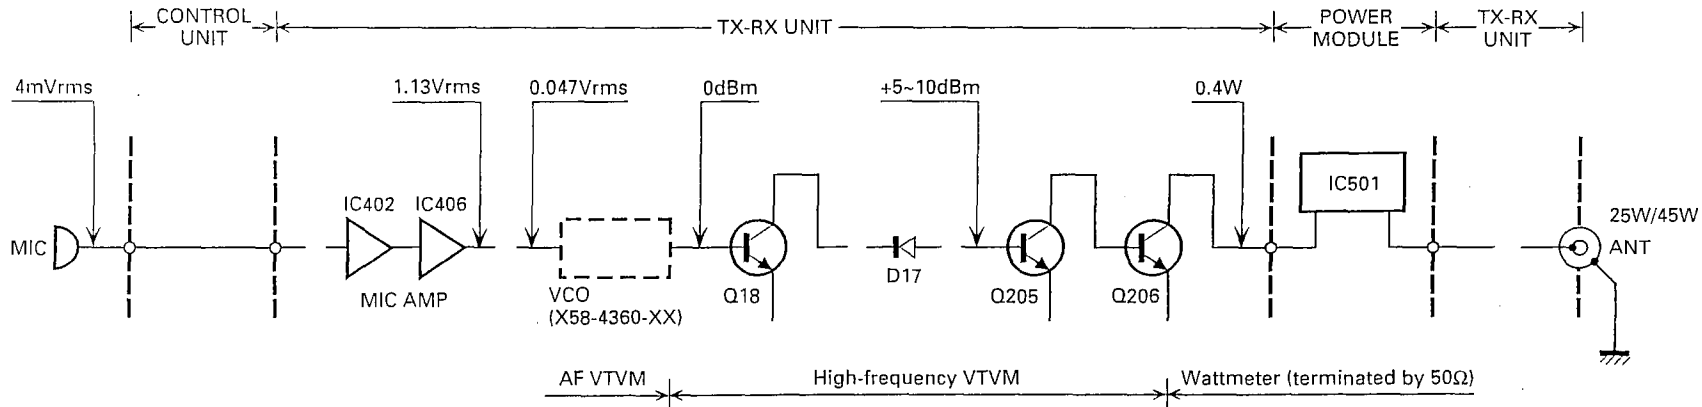 CONTROL
UNIT
TX-RX UNIT
POWER
MODULE
TX-RX
UNIT
4mVrms
1.13Vrms
0.047Vrms
0dBm
+5~10dBm
0.4W
IC402
IC406
IC501
25W/45W
MIC
ANT
MIC AMP
VCO
(X58-4360-XX)
Q18
D17
Q205
Q206
AF VTVM
High-frequency VTVM
Wattmeter (terminated by 50Ω)